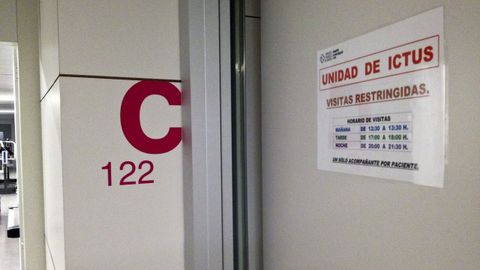 C
122
UNIDAD DE ICTUS
VISITAS RESTRINGIDAS.
HORARIO DE VISITAS
MAÑANA DE 12:30 A 13:30 H.
TARDE DE 17:00 A 18:00 H.
NOCHE DE 20:00 A 21:30 H.
UN SÓLO ACOMPAÑANTE POR PACIENTE.